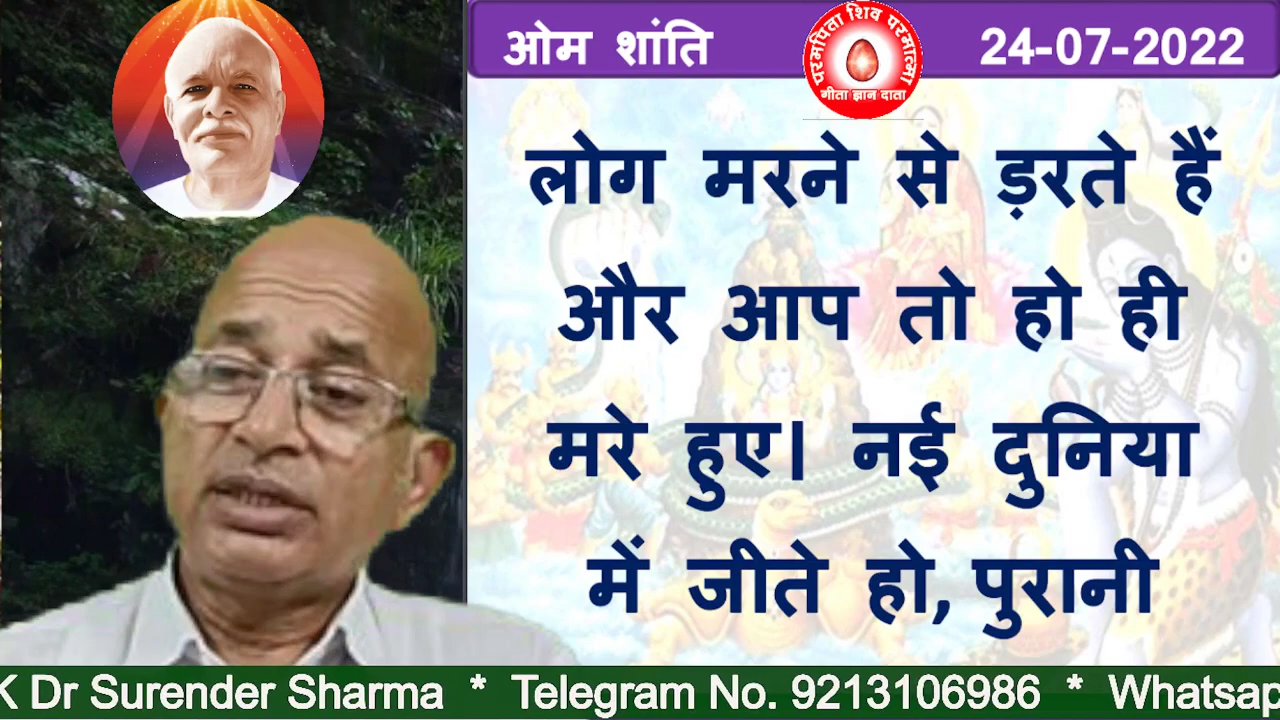 ओम शांति
परमपिता शिव परमात्मा
गीता ज्ञान दाता
24-07-2022
लोग मरने से ड़रते हैं
और आप तो हो ही
मरे हुए। नई दुनिया
में जीते हो, पुरानी
K Dr Surender Sharma * Telegram No. 9213106986 * Whatsap